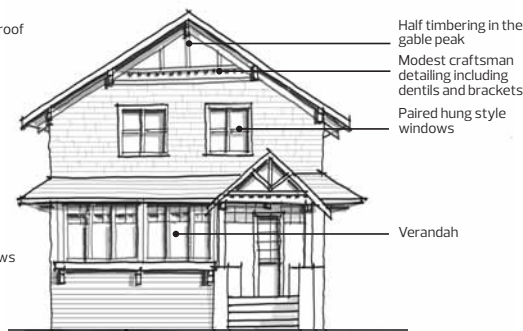 roof
Half timbering in the
gable peak
Modest craftsman
detailing including
dentils and brackets
Paired hung style
windows
Verandah